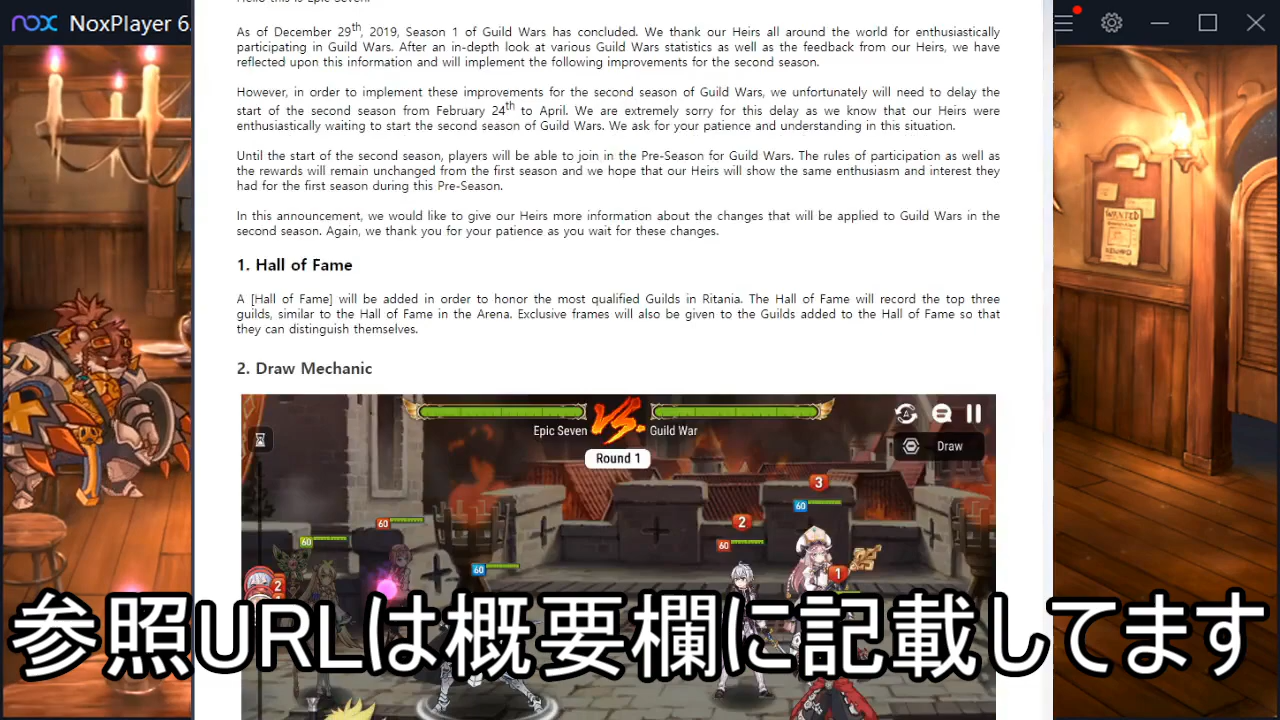 NOXPLAYER 6.
Hello this is Epic Seven!
As of December 29th, 2019, Season 1 of Guild Wars has concluded. We thank our Heirs all around the world for enthusiastically
participating in Guild Wars. After an in-depth look at various Guild Wars statistics as well as the feedback from our Heirs, we have
reflected upon this information and will implement the following improvements for the second season.
However, in order to implement these improvements for the second season of Guild Wars, we unfortunately will need to delay the
start of the second season from February 24th to April. We are extremely sorry for this delay as we know that our Heirs were
enthusiastically waiting to start the second season of Guild Wars. We ask for your patience and understanding in this situation.
Until the start of the second season, players will be able to join in the Pre-Season for Guild Wars. The rules of participation as well as
the rewards will remain unchanged from the first season and we hope that our Heirs will show the same enthusiasm and interest they
had for the first season during this Pre-Season.
In this announcement, we would like to give our Heirs more information about the changes that will be applied to Guild Wars in the
second season. Again, we thank you for your patience as you wait for these changes.
1. Hall of Fame
A [Hall of Fame] will be added in order to honor the most qualified Guilds in Ritania. The Hall of Fame will record the top three
guilds, similar to the Hall of Fame in the Arena. Exclusive frames will also be given to the Guilds added to the Hall of Fame so that
they can distinguish themselves.
2. Draw Mechanic
VS.
Epic Seven
Guild War
Round 1
A
Draw
WANTED
3
60
2
60
60
60
60
1
2
参照URLは概要欄に記載してます